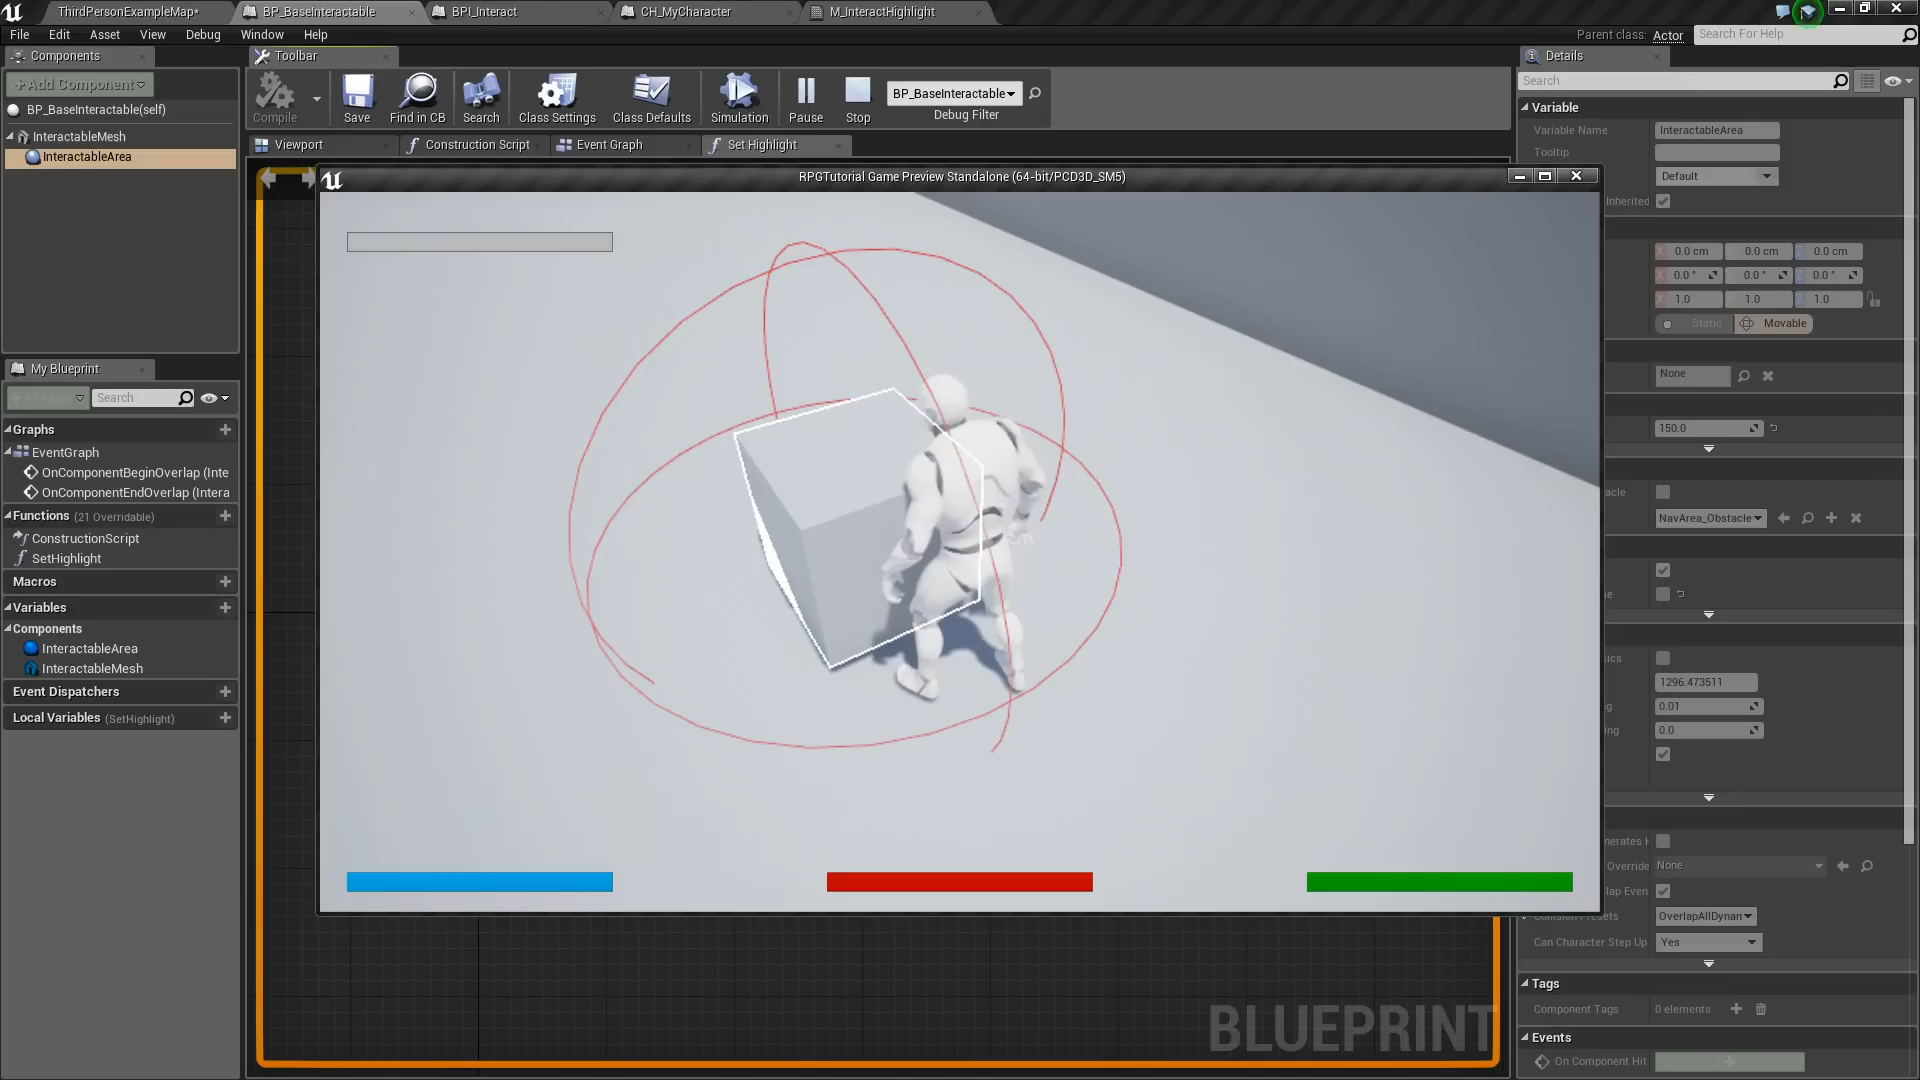 ThirdPersonExampleMap*
BP_BaseInteractable
BPI_Interact
CH_MyCharacter
M_InteractHighlight
File
Edit
Asset
View
Debug
Window
Help
Parent class: Actor
Search For Help
Components
+Add Component
BP_BaseInteractable(self)
InteractableMesh
InteractableArea
Toolbar
Compile
Save
Find in CB
Search
Class Settings
Class Defaults
Simulation
Pause
Stop
BP_BaseInteractable
Debug Filter
Viewport
Construction Script
Event Graph
Set Highlight
RPGTutorial Game Preview Standalone (64-bit/PCD3D_SM5)
My Blueprint
Search
Graphs
EventGraph
OnComponentBeginOverlap (Inte
OnComponentEndOverlap (Intera
Functions (21 Overridable)
ConstructionScript
SetHighlight
Macros
Variables
Components
InteractableArea
InteractableMesh
Event Dispatchers
Local Variables (SetHighlight)
BLUEPRINT
Details
Search
Variable
Variable Name InteractableArea
Tooltip
Default
Inherited
X 0.0 cm 0.0 cm Z 0.0 cm
X 0.0 ° 0.0 ° Z 0.0 °
X 1.0 1.0 Z 1.0
Static Movable
None
150.0
acle
NavArea_Obstacle
e
ics
1296.473511
g 0.01
ing 0.0
nerates H
Override None
lap Even
Collision Presets OverlapAllDynan
Can Character Step Up Yes
Tags
Component Tags 0 elements
Events
On Component Hit +